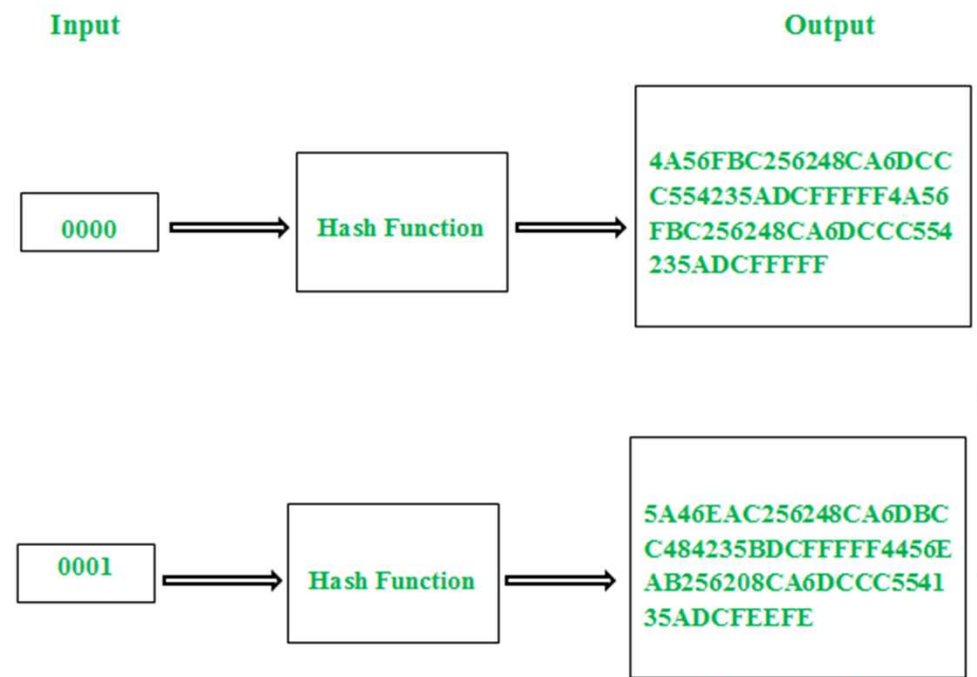 Input
Output
0000
Hash Function
4A56FBC256248CA6DCC
C554235ADCFFFFF4A56
FBC256248CA6DCCC554
235ADCFFFFF
0001
Hash Function
5A46EAC256248CA6DBC
C484235BDCFFFFF4456E
AB256208CA6DCCC5541
35ADCFEEFE